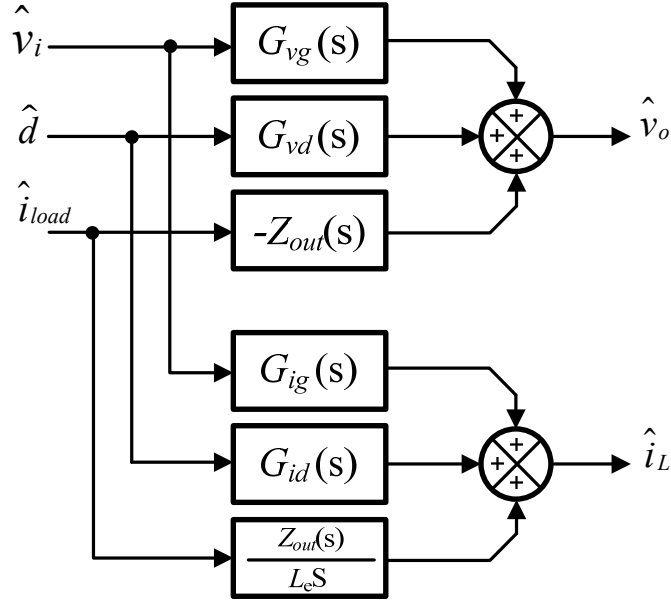 v̂i
Gvg(s)
d̂
Gvd(s)
v̂o
îload
-Zout(s)
+
+
+
Gig(s)
Gid(s)
îL
Zout(s)
LeS
+
+
+